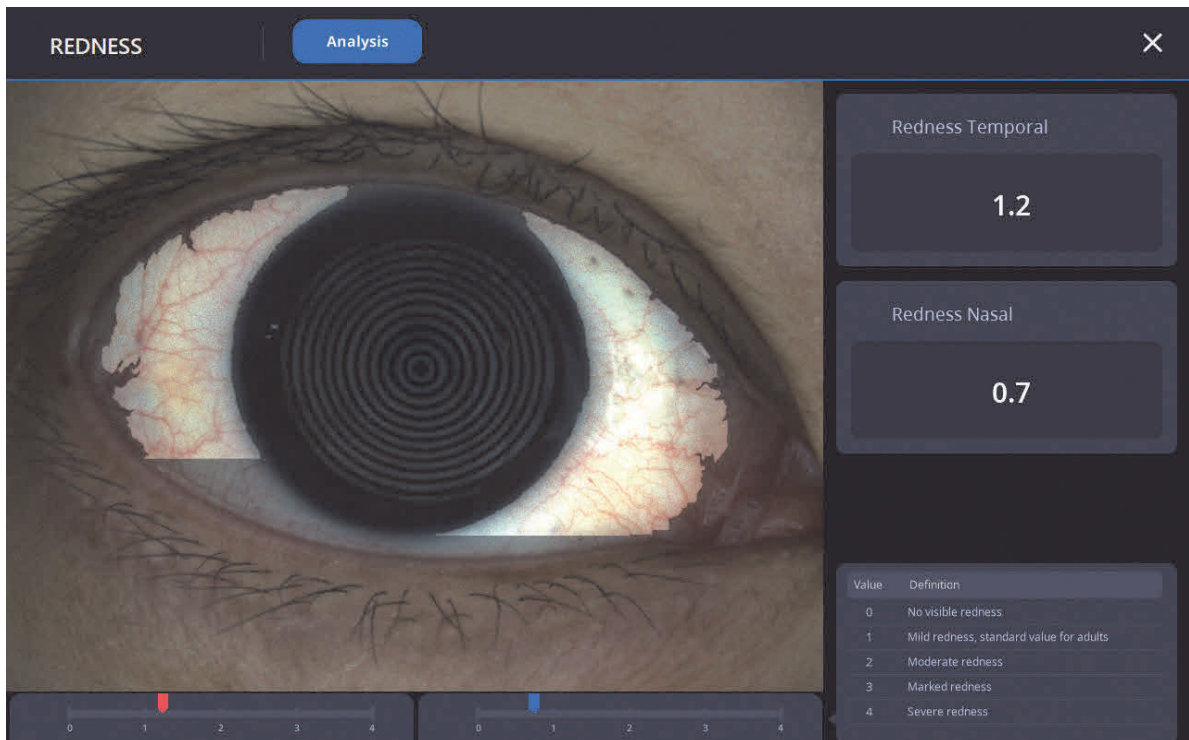 REDNESS
Analysis
Redness Temporal
1.2
Redness Nasal
0.7
Value Definition
0 No visible redness
1 Mild redness, standard value for adults
2 Moderate redness
3 Marked redness
4 Severe redness
0 1 2 3 4
0 1 2 3 4